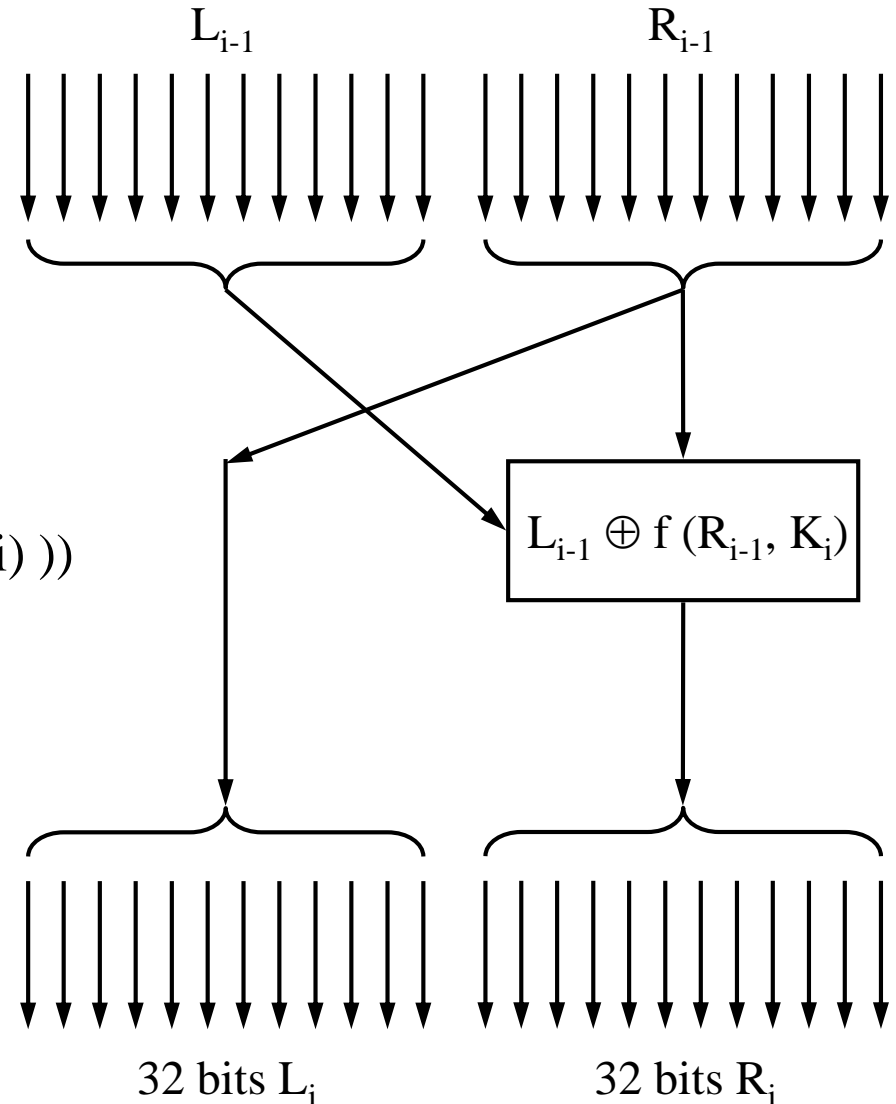 L_{i-1} R_{i-1}
i) ))
L_{i-1} ⊕ f (R_{i-1}, K_i)
32 bits L_i 32 bits R_i